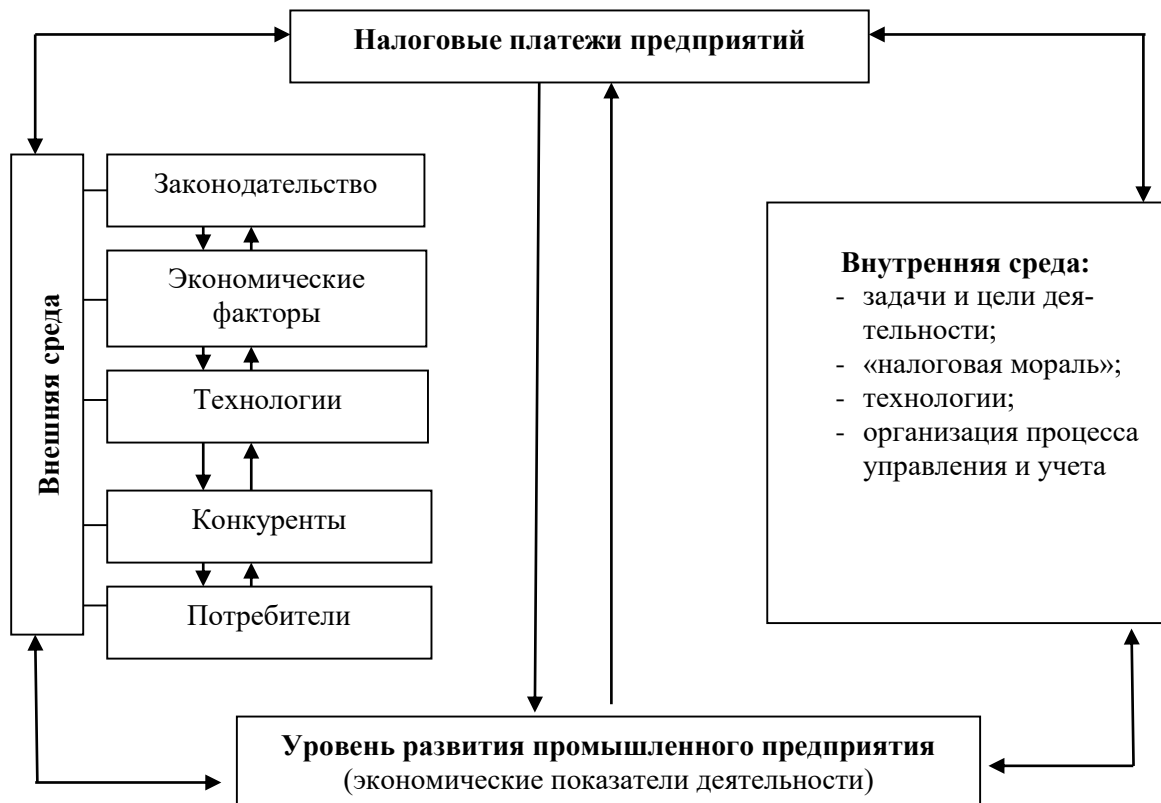 Налоговые платежи предприятий
Внешняя среда
Законодательство
Экономические
факторы
Технологии
Конкуренты
Потребители
Внутренняя среда:
- задачи и цели дея-
тельности;
- «налоговая мораль»;
- технологии;
- организация процесса
управления и учета
Уровень развития промышленного предприятия
(экономические показатели деятельности)